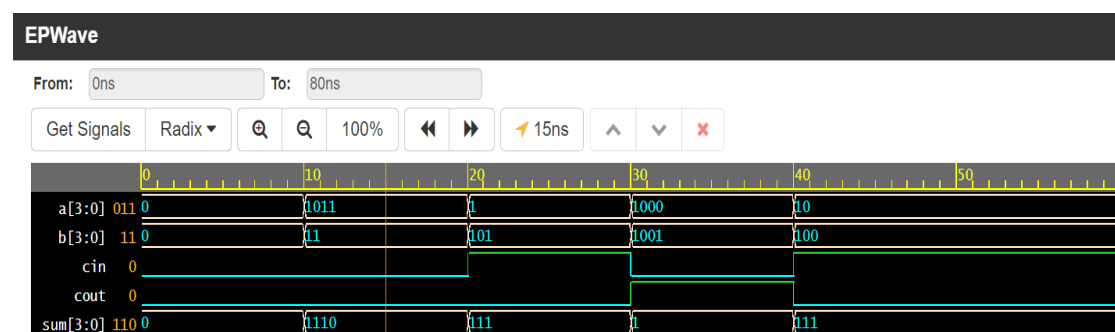 EPWave
From: 0ns To: 80ns
Get Signals Radix 100% 15ns
0 10 20 30 40 50
a[3:0] 011 0 1011 1 1000 10
b[3:0] 11 0 11 101 1001 100
cin 0
cout 0
sum[3:0] 110 0 1110 111 1 111